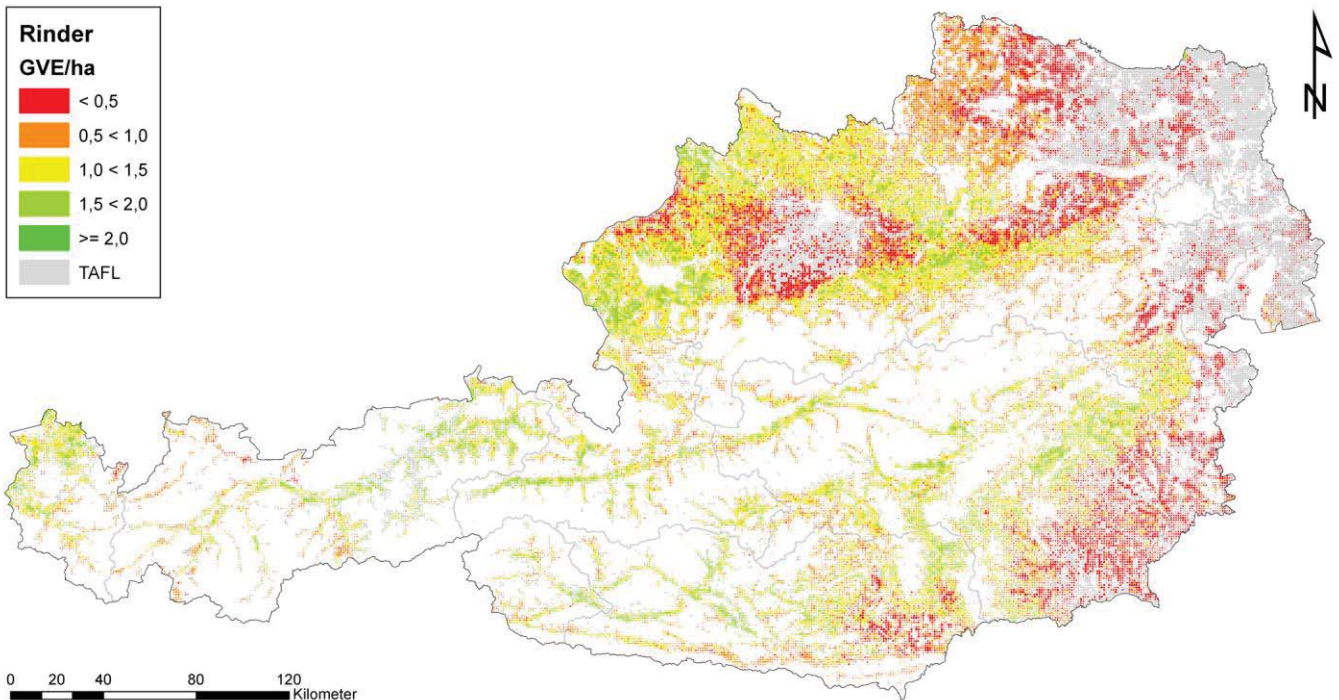 Rinder
GVE/ha
< 0,5
0,5 < 1,0
1,0 < 1,5
1,5 < 2,0
>= 2,0
TAFL
N
0 20 40 80 120
Kilometer